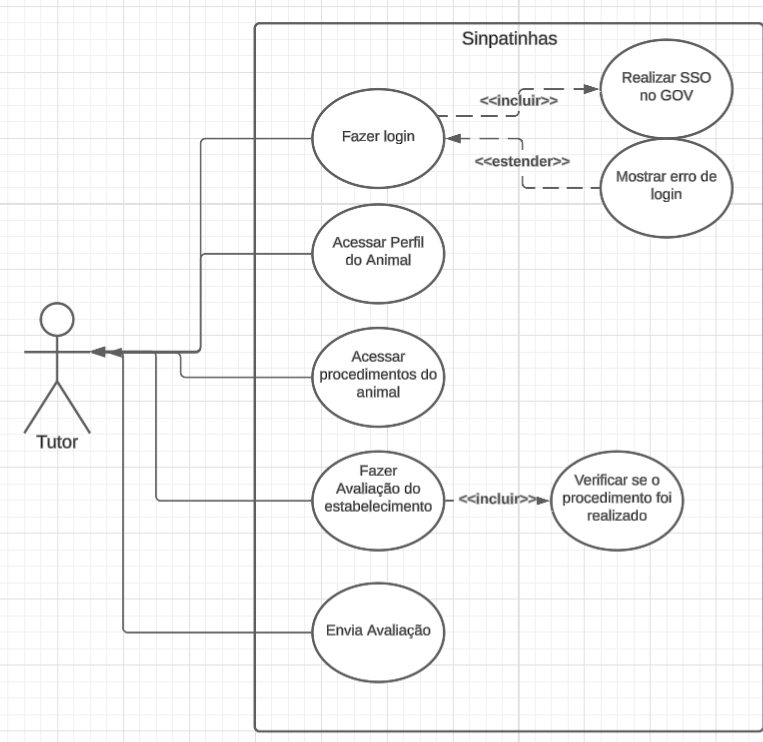 Sinpatinhas
Realizar SSO
no GOV
<<incluir>>
Fazer login
<<estender>>
Mostrar erro de
login
Acessar Perfil
do Animal
Acessar
procedimentos do
animal
Tutor
Fazer
Avaliação do
estabelecimento
<<incluir>>
Verificar se o
procedimento foi
realizado
Envia Avaliação